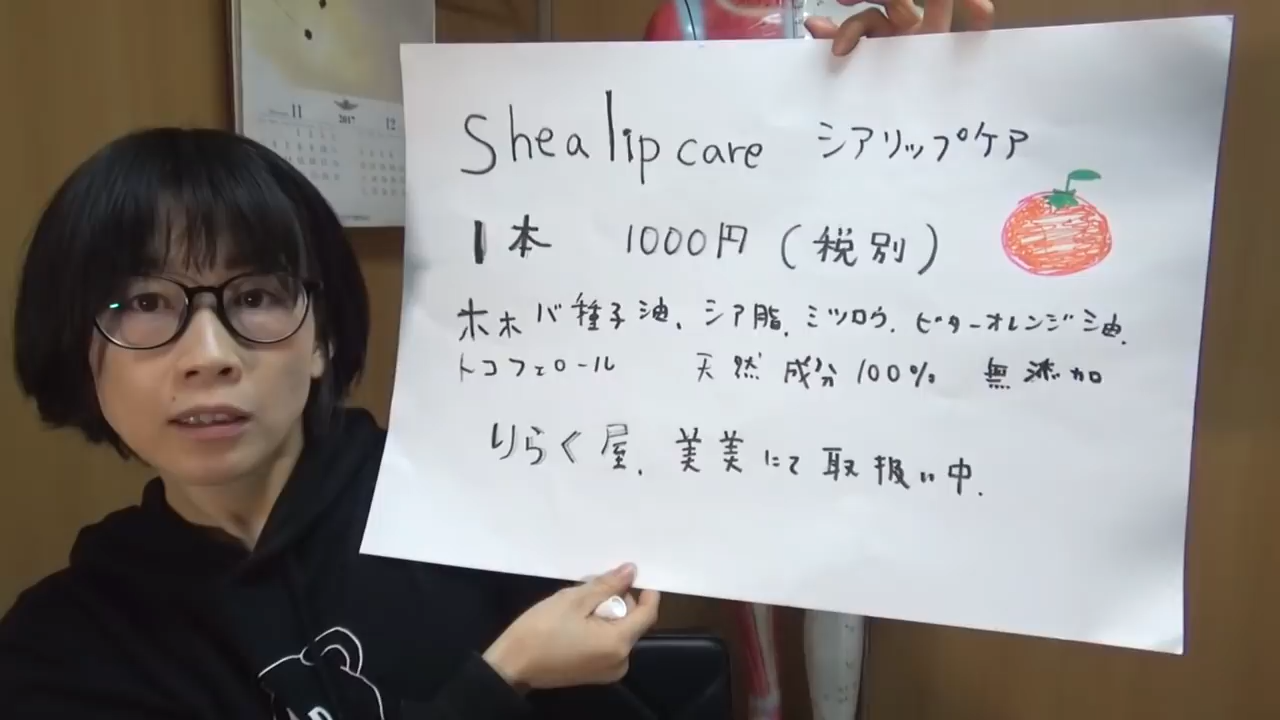 11 2017 12
Shea lip care シアリップケア
1本 1000円(税別)
ホホバ種子油、シア脂、ミツロウ、ビターオレンジ油、
トコフェロール 天然成分100% 無添加
りらく屋、美美にて取扱い中.